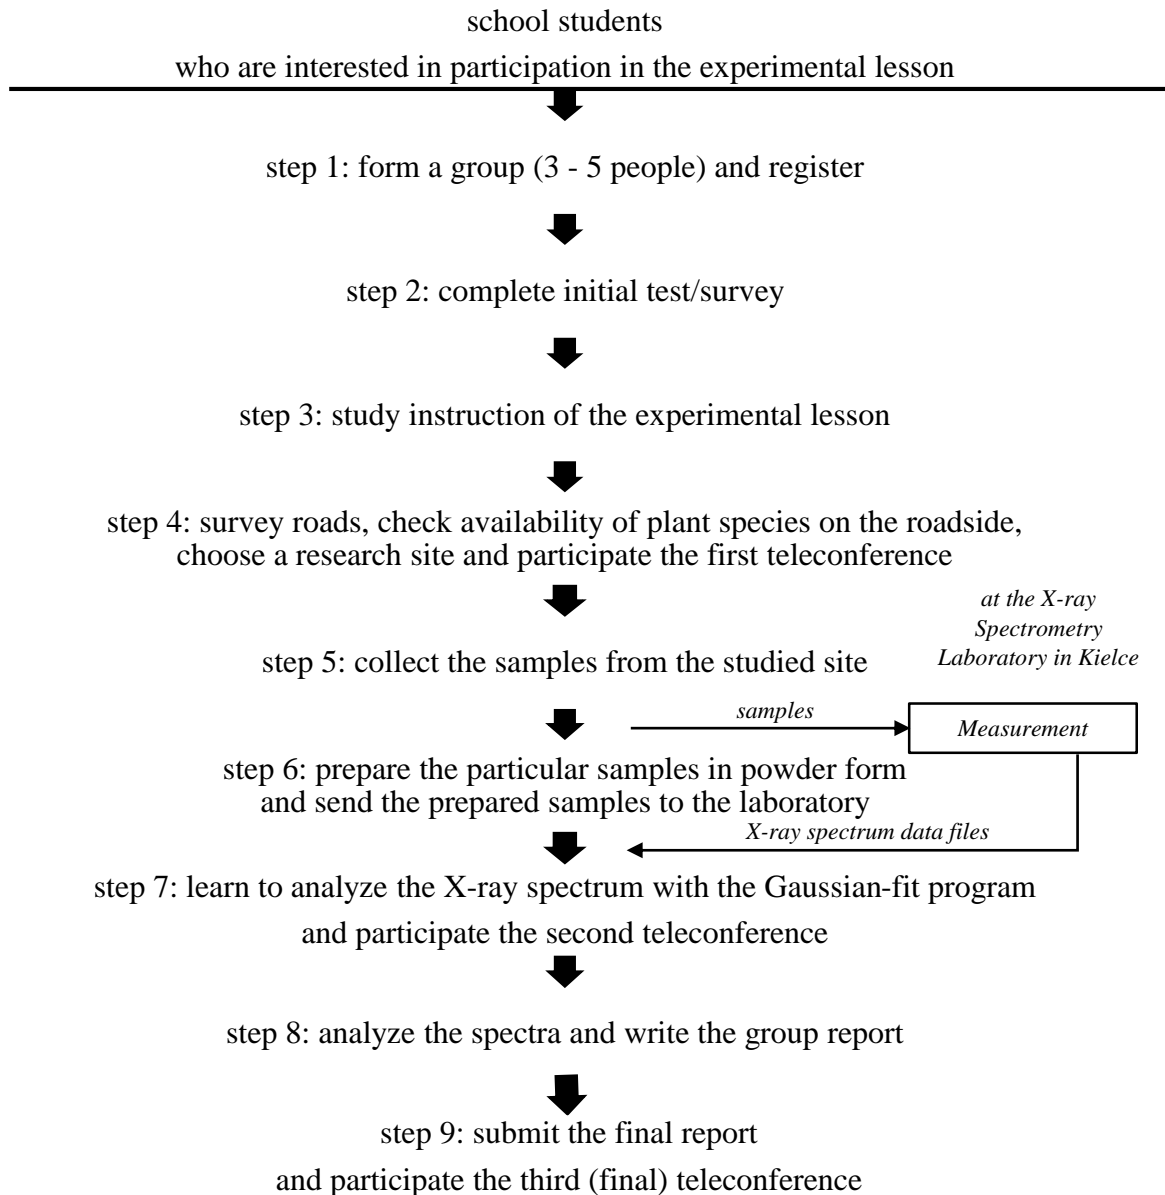 school students
who are interested in participation in the experimental lesson
step 1: form a group (3 - 5 people) and register
step 2: complete initial test/survey
step 3: study instruction of the experimental lesson
step 4: survey roads, check availability of plant species on the roadside,
choose a research site and participate the first teleconference
at the X-ray
Spectrometry
Laboratory in Kielce
step 5: collect the samples from the studied site
samples
Measurement
step 6: prepare the particular samples in powder form
and send the prepared samples to the laboratory
X-ray spectrum data files
step 7: learn to analyze the X-ray spectrum with the Gaussian-fit program
and participate the second teleconference
step 8: analyze the spectra and write the group report
step 9: submit the final report
and participate the third (final) teleconference